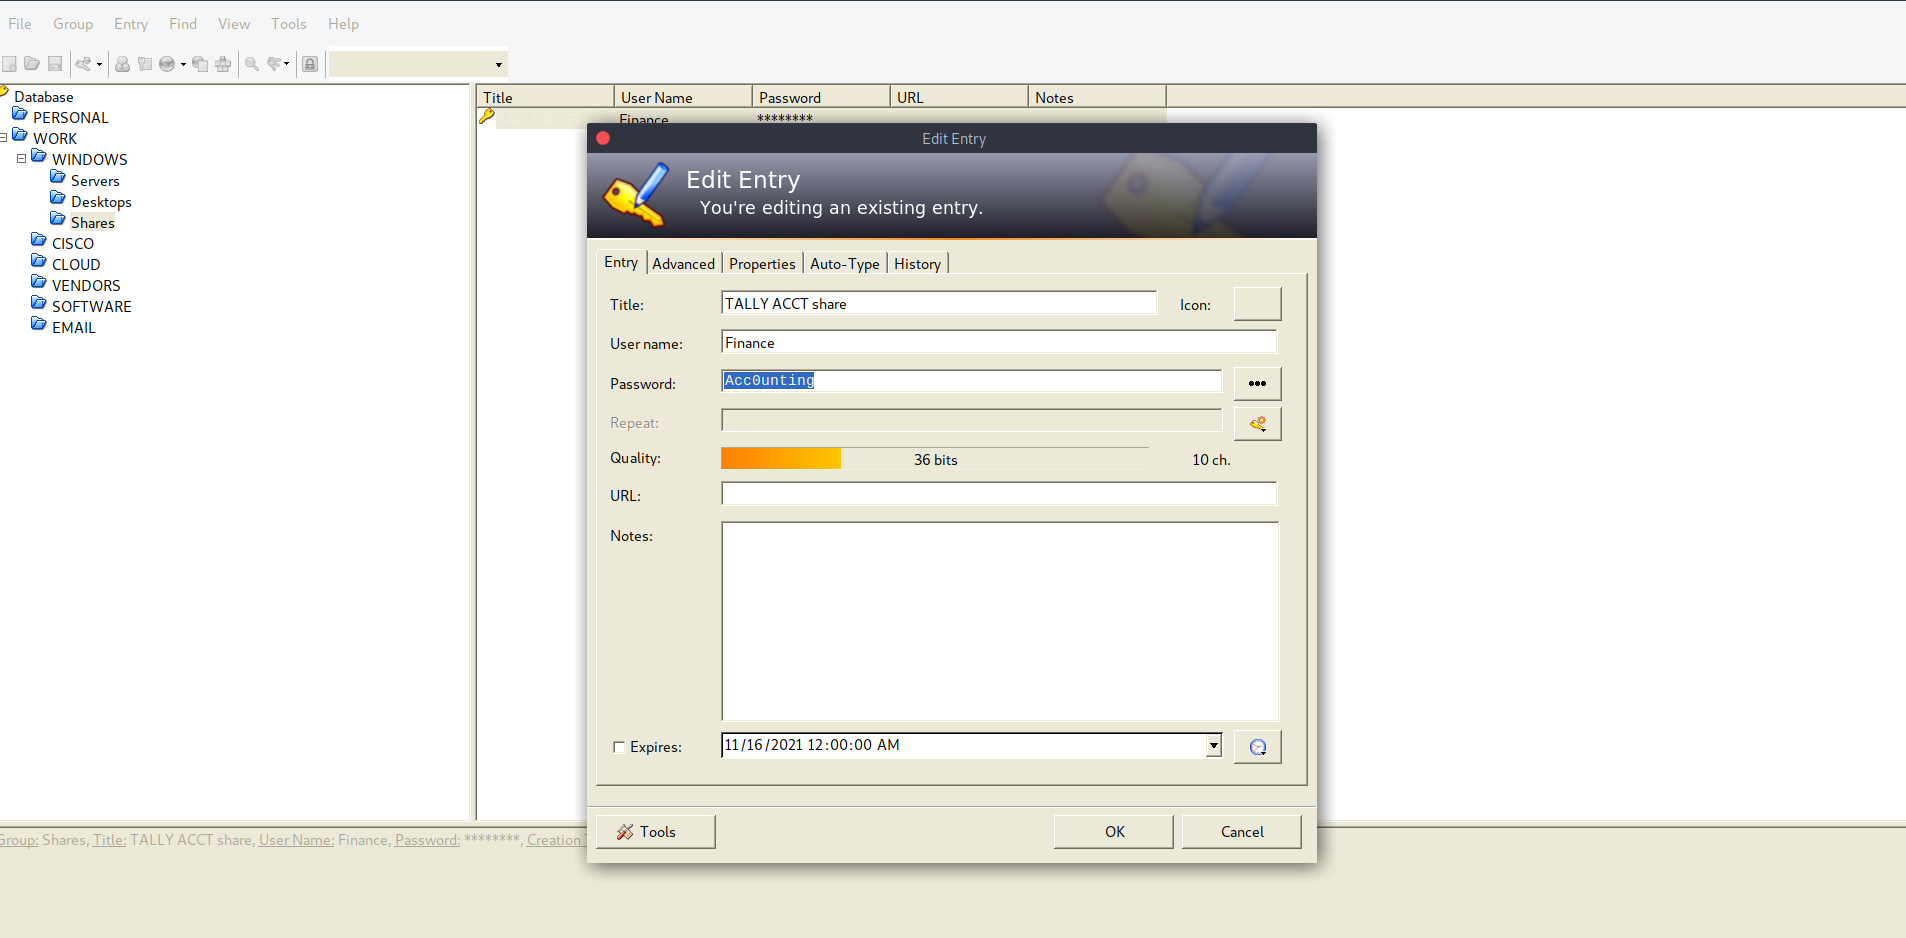 File Group Entry Find View Tools Help
Database
PERSONAL
WORK
WINDOWS
Servers
Desktops
Shares
CISCO
CLOUD
VENDORS
SOFTWARE
EMAIL
Title User Name Password URL Notes
Finance ********
Edit Entry
Edit Entry
You're editing an existing entry.
Entry Advanced Properties Auto-Type History
Title: TALLY ACCT share Icon:
User name: Finance
Password: Acc0unting •••
Repeat:
Quality: 36 bits 10 ch.
URL:
Notes:
Expires: 11/16/2021 12:00:00 AM
Tools OK Cancel
Group: Shares, Title: TALLY ACCT share, User Name: Finance, Password: ********, Creation